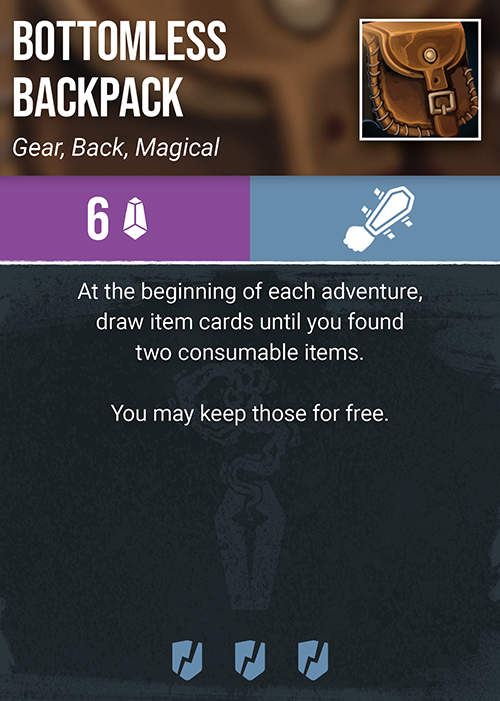 BOTTOMLESS
BACKPACK
Gear, Back, Magical
6
At the beginning of each adventure,
draw item cards until you found
two consumable items.
You may keep those for free.